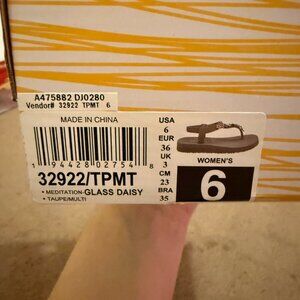 A475882 DJ0280
Vendor# 32922 TPMT 6
MADE IN CHINA
1 94428 02754 8
32922/TPMT
• MEDITATION-GLASS DAISY
• TAUPE/MULTI
USA
6
EUR
36
UK
3
CM
23
BRA
35
WOMEN'S
6